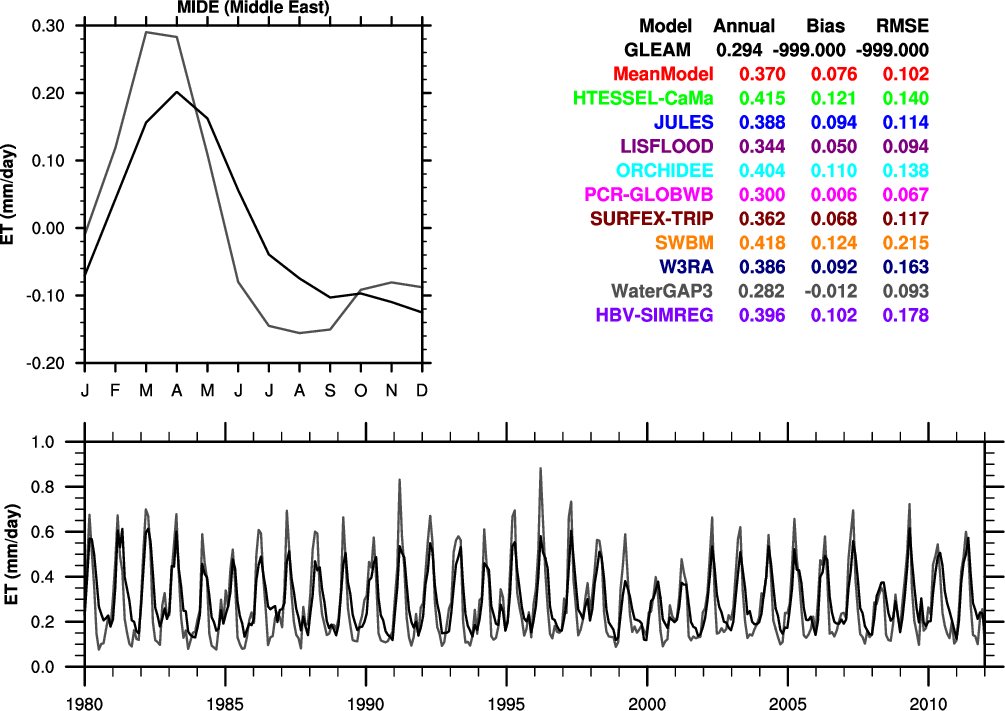 MIDE (Middle East)
0.30
0.20
0.10
0.00
-0.10
-0.20
ET (mm/day)
J F M A M J J A S O N D
Model Annual Bias RMSE
GLEAM 0.294 -999.000 -999.000
MeanModel 0.370 0.076 0.102
HTESSEL-CaMa 0.415 0.121 0.140
JULES 0.388 0.094 0.114
LISFLOOD 0.344 0.050 0.094
ORCHIDEE 0.404 0.110 0.138
PCR-GLOBWB 0.300 0.006 0.067
SURFEX-TRIP 0.362 0.068 0.117
SWBM 0.418 0.124 0.215
W3RA 0.386 0.092 0.163
WaterGAP3 0.282 -0.012 0.093
HBV-SIMREG 0.396 0.102 0.178
1.0
0.8
0.6
0.4
0.2
0.0
ET (mm/day)
1980 1985 1990 1995 2000 2005 2010